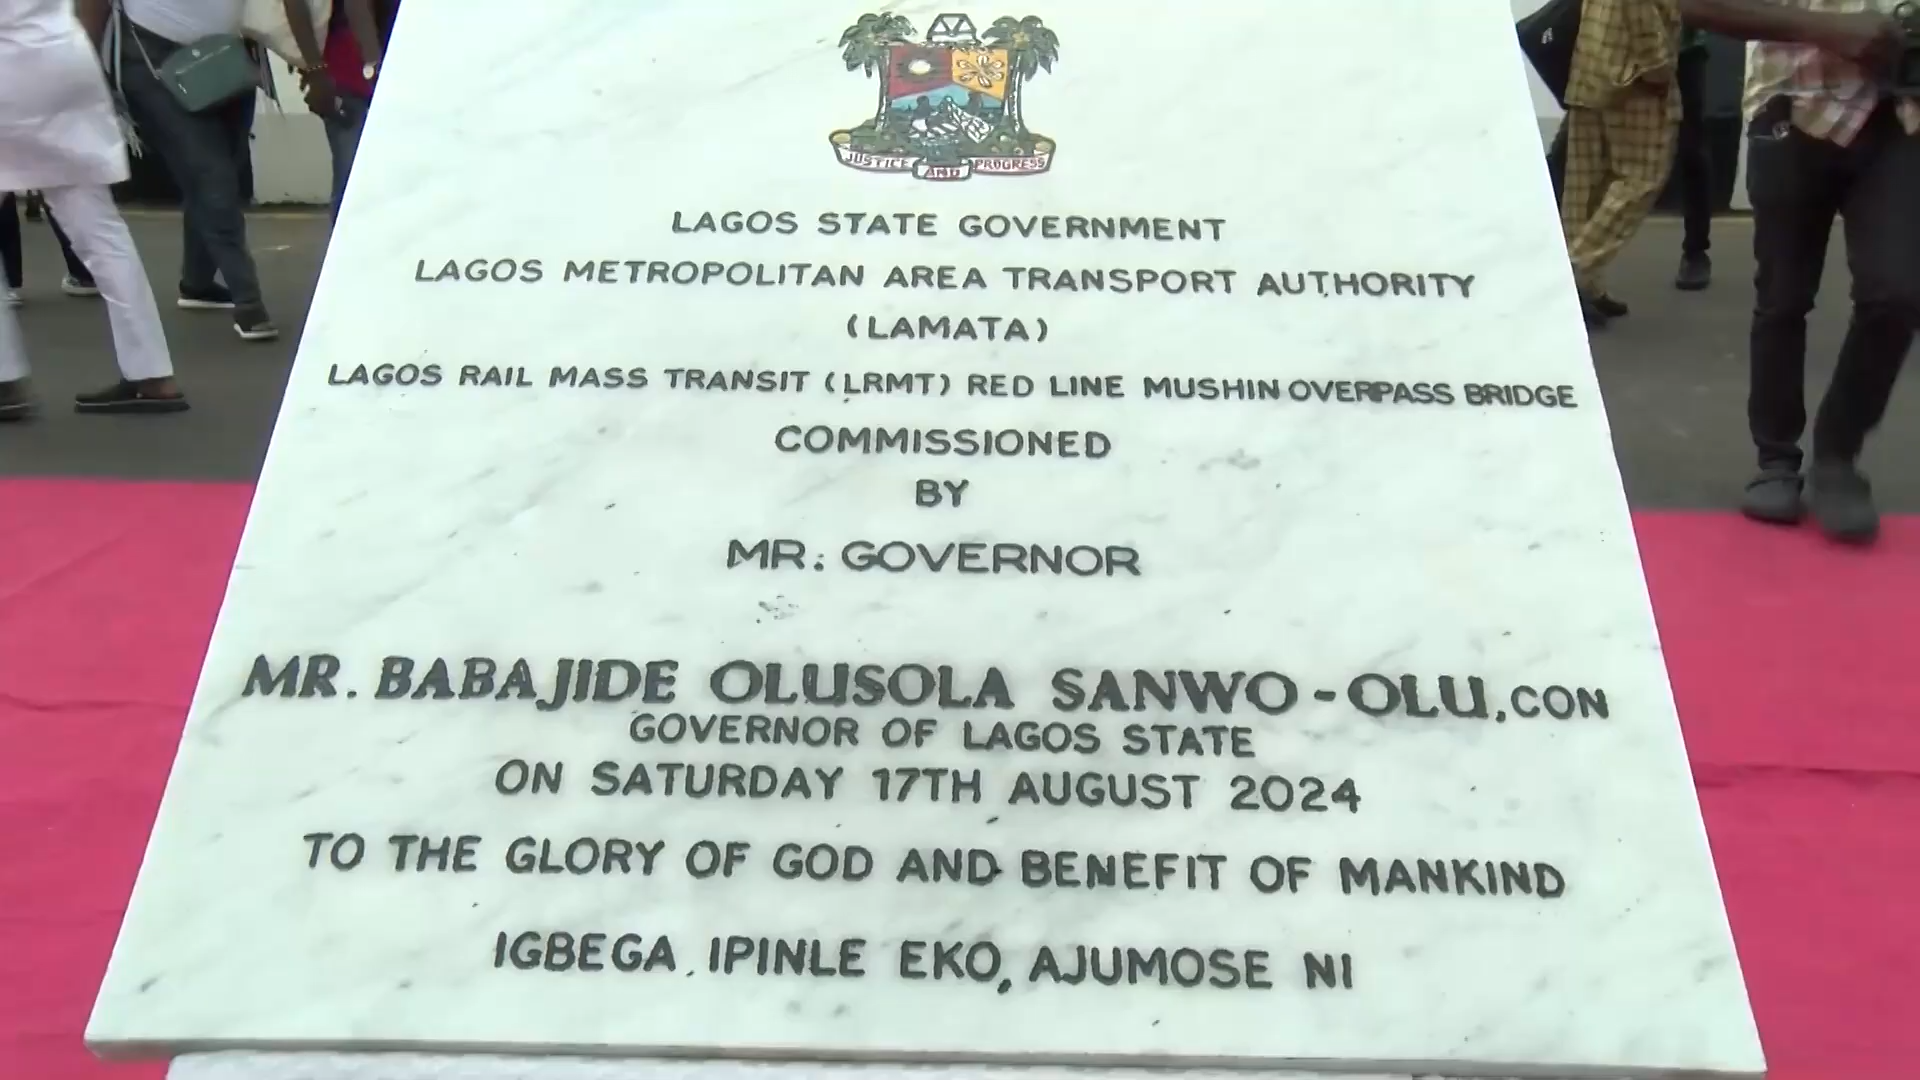 JUSTICE AND PROGRESS
LAGOS STATE GOVERNMENT
LAGOS METROPOLITAN AREA TRANSPORT AUTHORITY
(LAMATA)
LAGOS RAIL MASS TRANSIT (LRMT) RED LINE MUSHIN OVERPASS BRIDGE
COMMISSIONED
BY
MR. GOVERNOR
MR. BABAJIDE OLUSOLA SANWO-OLU, CON
GOVERNOR OF LAGOS STATE
ON SATURDAY 17TH AUGUST 2024
TO THE GLORY OF GOD AND BENEFIT OF MANKIND
IGBEGA, IPINLE EKO, AJUMOSE NI